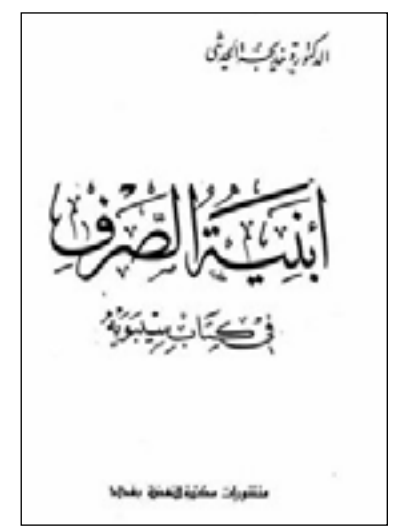 الدكتورة خديجة الحديثي
أبنية الصرف
في كتاب سيبويه
منشورات مكتبة النهضة بغداد